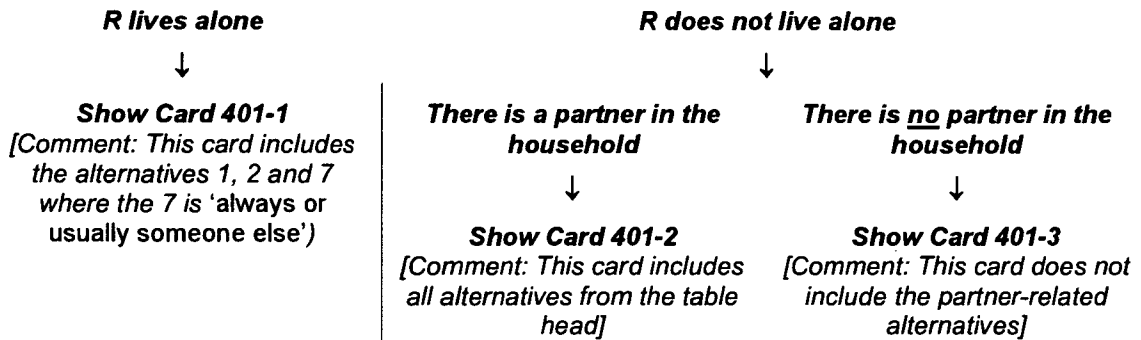 R lives alone
R does not live alone
↓
↓
Show Card 401-1
[Comment: This card includes
the alternatives 1, 2 and 7
where the 7 is 'always or
usually someone else')
There is a partner in the
household
↓
Show Card 401-2
[Comment: This card includes
all alternatives from the table
head]
There is no partner in the
household
↓
Show Card 401-3
[Comment: This card does not
include the partner-related
alternatives]